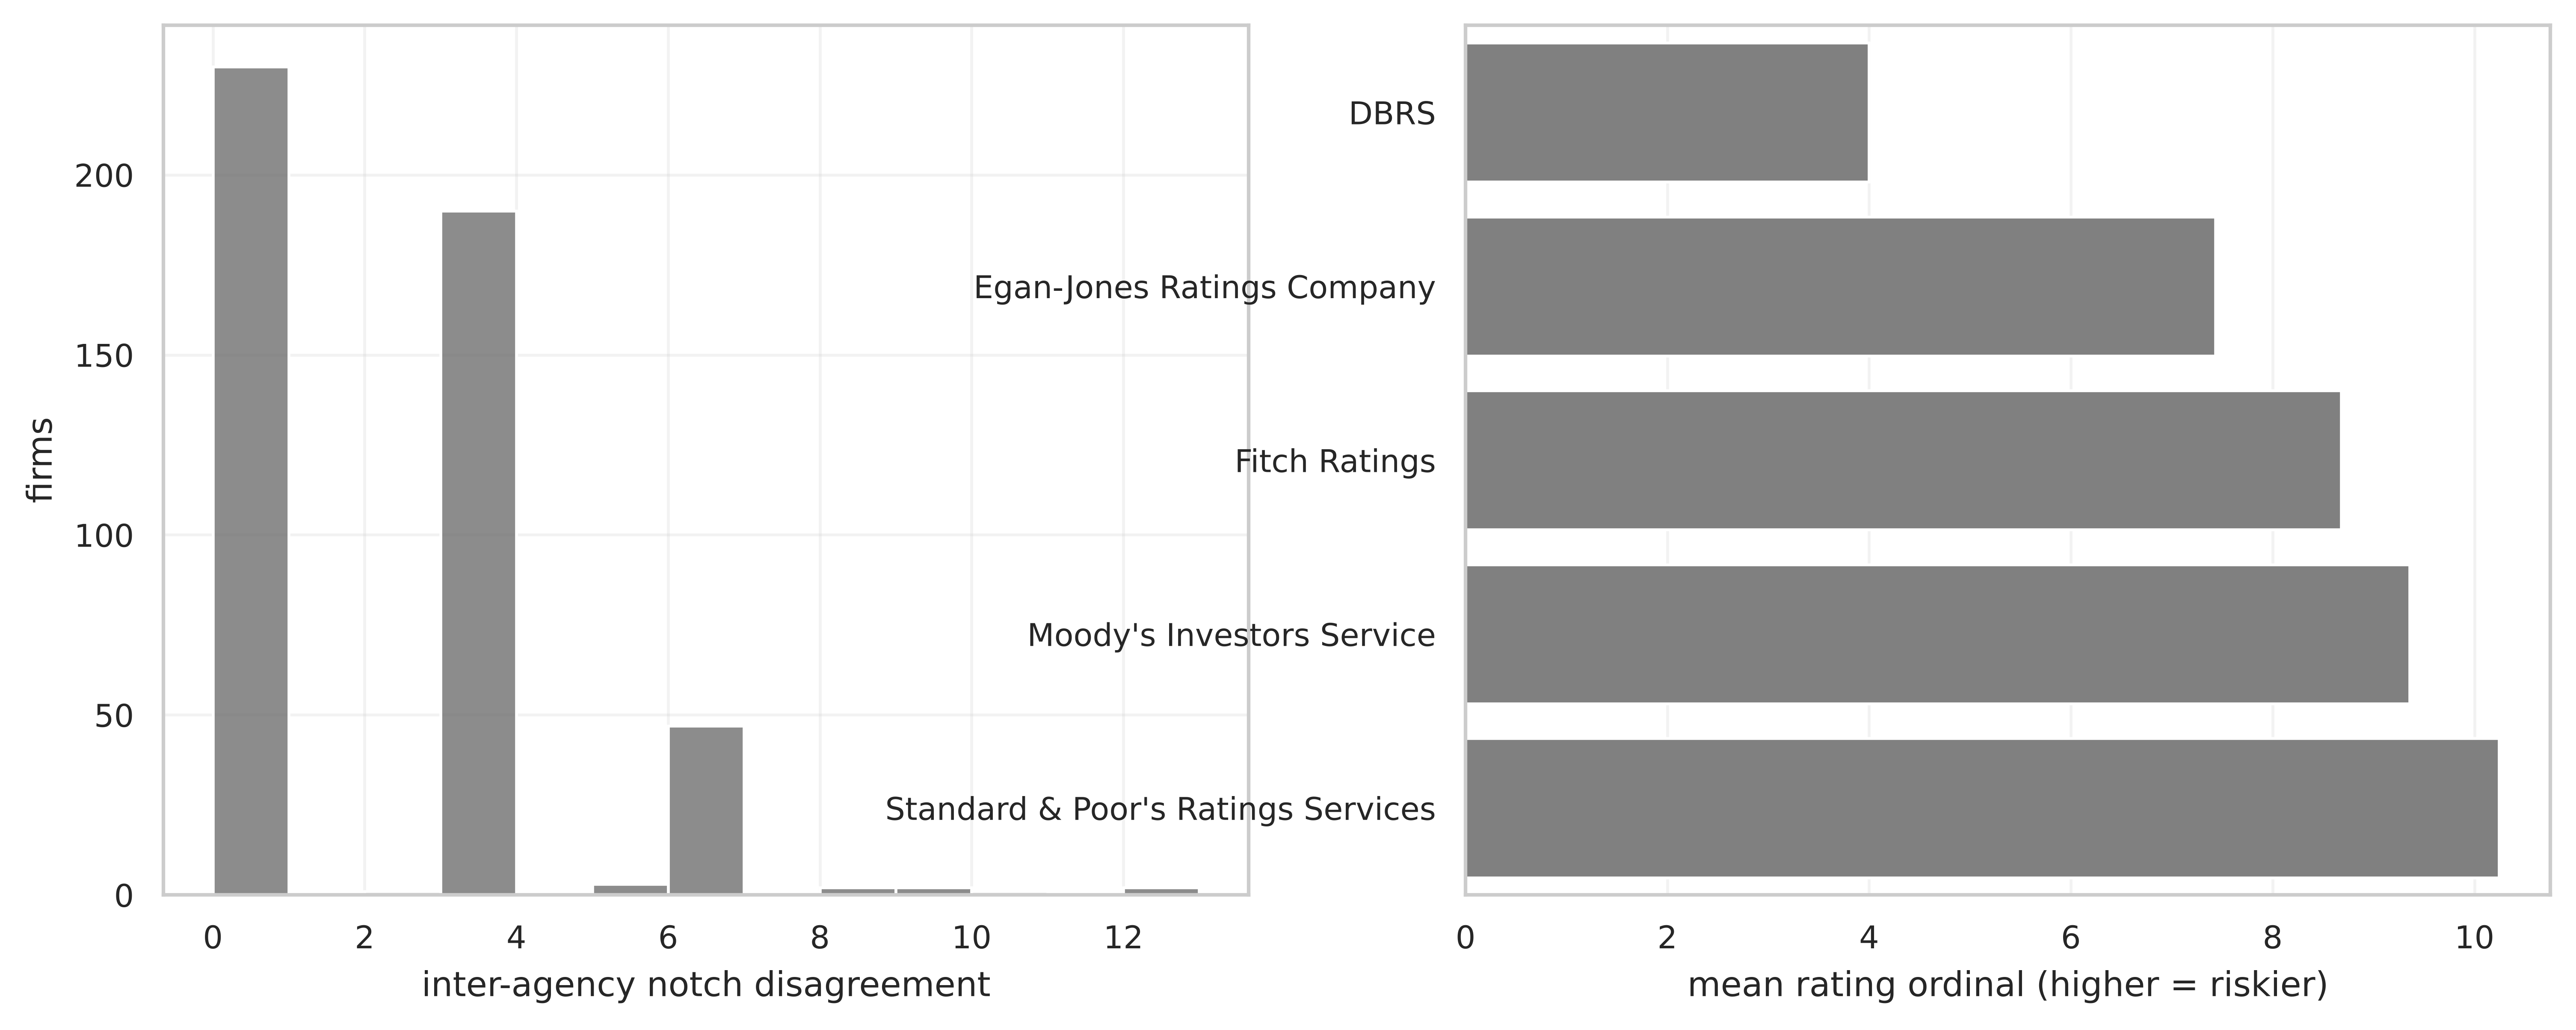 firms
200
150
100
50
0
0 2 4 6 8 10 12
inter-agency notch disagreement
DBRS
Egan-Jones Ratings Company
Fitch Ratings
Moody's Investors Service
Standard & Poor's Ratings Services
0 2 4 6 8 10
mean rating ordinal (higher = riskier)